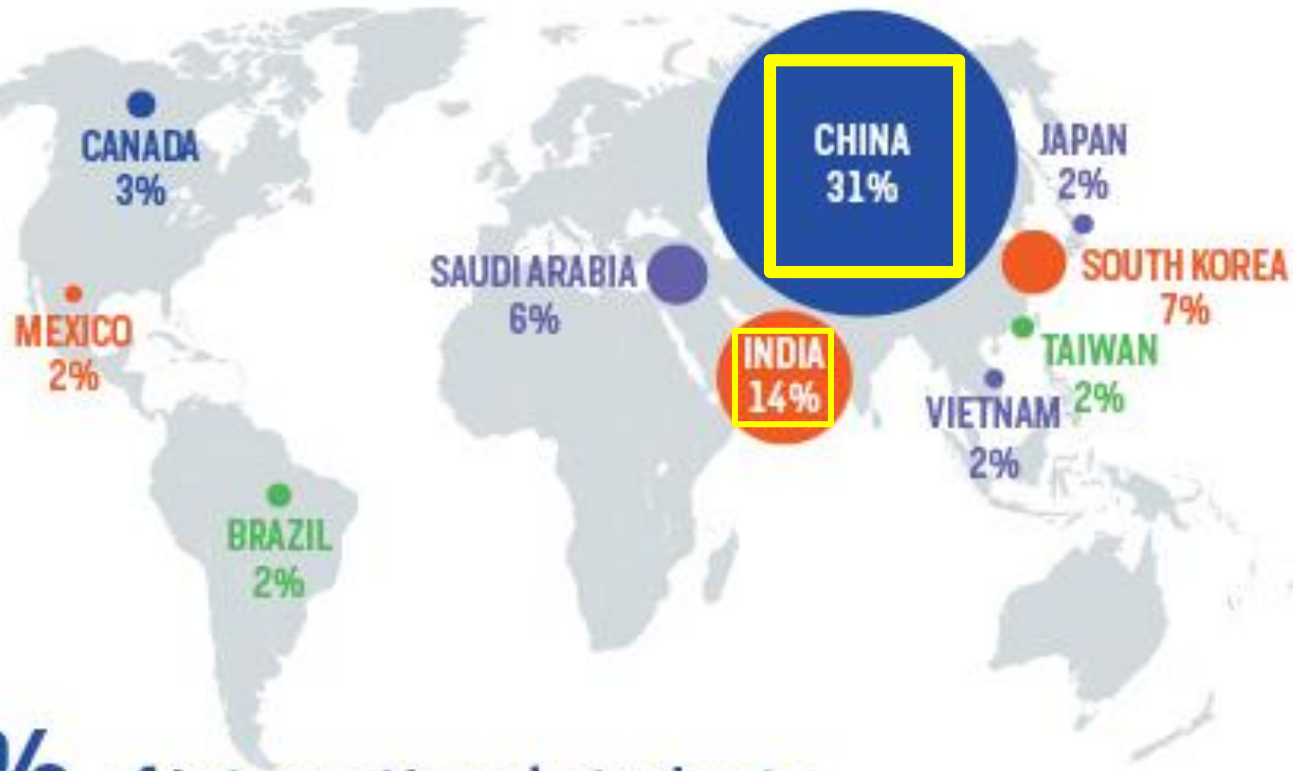 CANADA
3%
MEXICO
2%
BRAZIL
2%
SAUDI ARABIA
6%
CHINA
31%
INDIA
14%
JAPAN
2%
SOUTH KOREA
7%
TAIWAN
2%
VIETNAM
2%
%